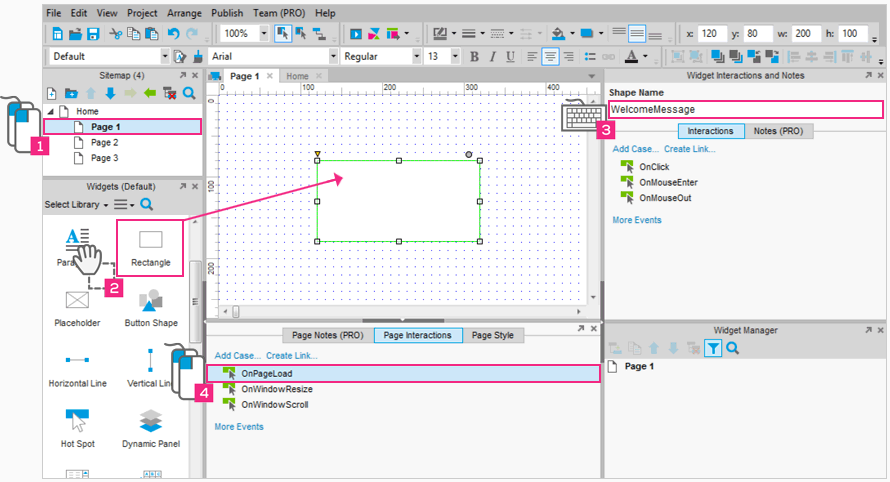 File Edit View Project Arrange Publish Team (PRO) Help
100% x: 120 y: 80 w: 200 h: 100
Default Arial Regular 13 B I U A
Sitemap (4)
Home
Page 1
Page 2
Page 3
1
Widgets (Default)
Select Library
Rectangle
2
Placeholder Button Shape
Horizontal Line
Hot Spot Dynamic Panel
Page 1 Home
0 100 200 300 400
0
100
200
Page Notes (PRO) Page Interactions Page Style
Add Case... Create Link...
OnPageLoad
4
OnWindowResize
OnWindowScroll
More Events
Widget Interactions and Notes
Shape Name
WelcomeMessage
3
Interactions Notes (PRO)
Add Case... Create Link...
OnClick
OnMouseEnter
OnMouseOut
More Events
Widget Manager
Page 1